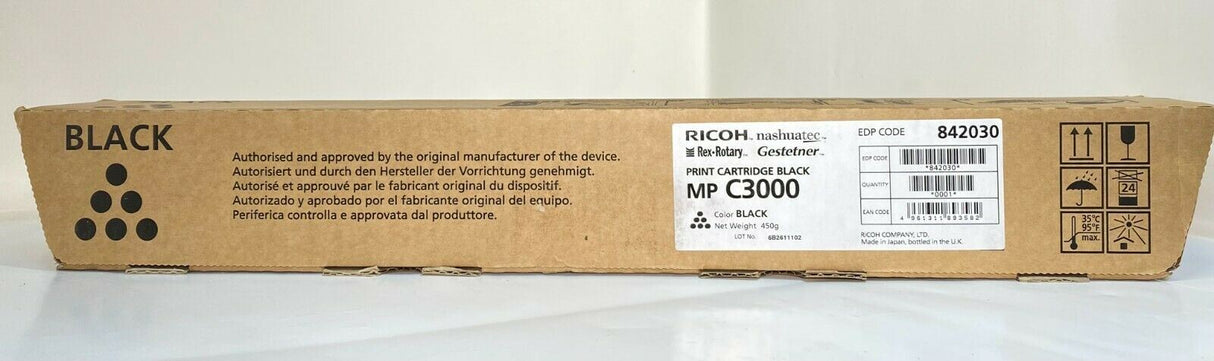 BLACK
Authorised and approved by the original manufacturer of the device.
Autorisiert und durch den Hersteller der Vorrichtung genehmigt.
Autorisé et approuvé par le fabricant original du dispositif.
Autorizado y aprobado por el fabricante original del equipo.
Periferica controlla e approvata dal produttore.
RICOH nashuatec
Rex·Rotary Gestetner
PRINT CARTRIDGE BLACK
MP C3000
Color BLACK
Net Weight 450g
LOT No. 6B2611102
EDP CODE 842030
EDP CODE
*842030*
QUANTITY
*0001*
EAN CODE
RICOH COMPANY, LTD.
Made in Japan, bottled in the U.K.
24
35°C
95°F
max.